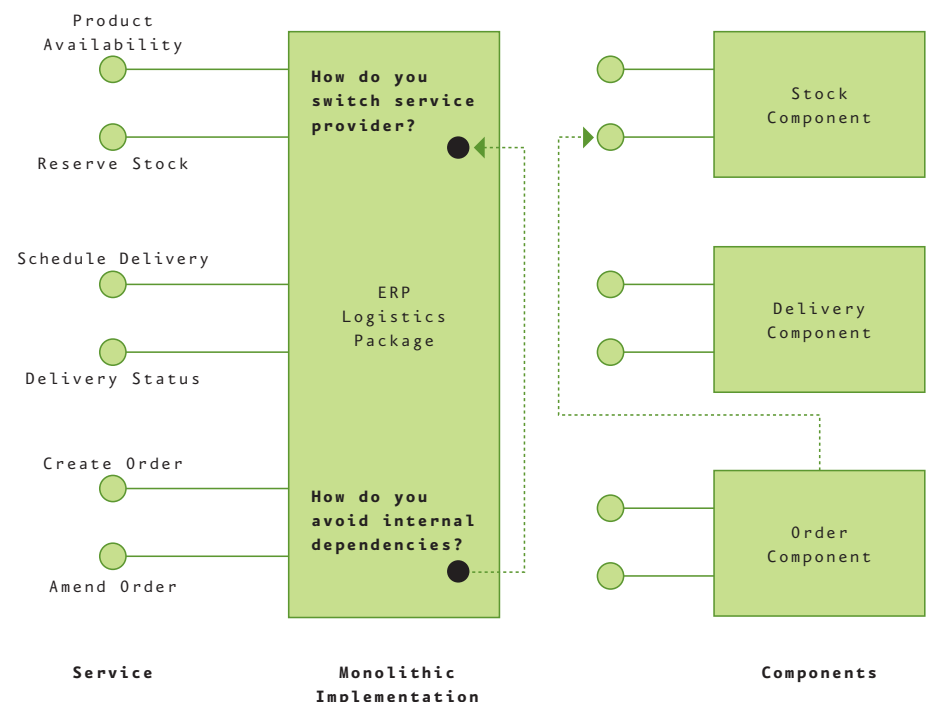 Product
Availability
Reserve Stock
Schedule Delivery
Delivery Status
Create Order
Amend Order
Service
How do you
switch service
provider?
ERP
Logistics
Package
How do you
avoid internal
dependencies?
Monolithic
Implementation
Stock
Component
Delivery
Component
Order
Component
Components